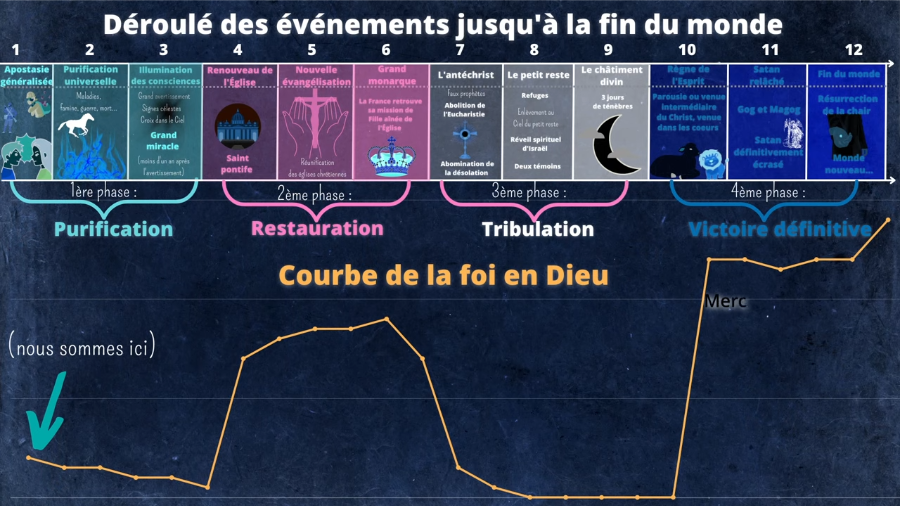 Déroulé des événements jusqu'à la fin du monde
1 2 3 4 5 6 7 8 9 10 11 12
Apostasie
généralisée
Purification
universelle
Maladies,
famine, guerre, mort...
Illumination
des consciences
Grand avertissement
Signes célestes
Croix dans le Ciel
Grand
miracle
(moins d'un an après
l'avertissement)
Renouveau de
l'Église
Saint
pontife
Nouvelle
évangélisation
Réunification
des églises chrétiennes
Grand
monarque
La France retrouve
sa mission de
Fille aînée de
l'Église
L'antéchrist
Faux prophètes
Abolition de
l'Eucharistie
Abomination de
la désolation
Le petit reste
Refuges
Enlèvement au
Ciel du petit reste
Réveil spirituel
d'Israël
Deux témoins
Le châtiment
divin
3 jours
de ténèbres
Règne de
l'Esprit
Parousie ou venue
intermédiaire
du Christ, venue
dans les coeurs
Satan
relâché
Gog et Magog
Satan
définitivement
écrasé
Fin du monde
Résurrection
de la chair
Monde
nouveau...
1ère phase :
Purification
2ème phase :
Restauration
3ème phase :
Tribulation
4ème phase :
Victoire définitive
Courbe de la foi en Dieu
Merc
(nous sommes ici)